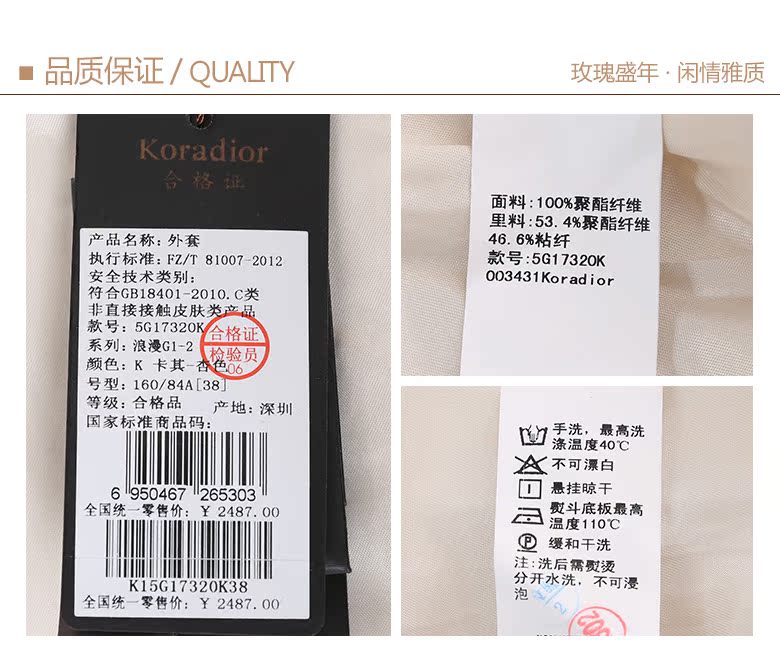 品质保证 / QUALITY
玫瑰盛年 · 闲情雅质
Koradior
合格证
产品名称: 外套
执行标准: FZ/T 81007-2012
安全技术类别:
符合GB18401-2010.C类
非直接接触皮肤类产品
款号: 5G17320K
系列: 浪漫G1-2
颜色: K 卡其-杏色
号型: 160/84A[38]
等级: 合格品 产地: 深圳
国家标准商品码:
合格证
检验员
06
6 950467 265303
全国统一零售价: ¥ 2487.00
K15G17320K38
全国统一零售价: ¥ 2487.00
面料:100%聚酯纤维
里料:53.4%聚酯纤维
46.6%粘纤
款号:5G17320K
003431Koradior
手洗, 最高洗
涤温度40℃
不可漂白
悬挂晾干
熨斗底板最高
温度110℃
P
缓和干洗
注:洗后需熨烫
分开水洗, 不可浸
泡